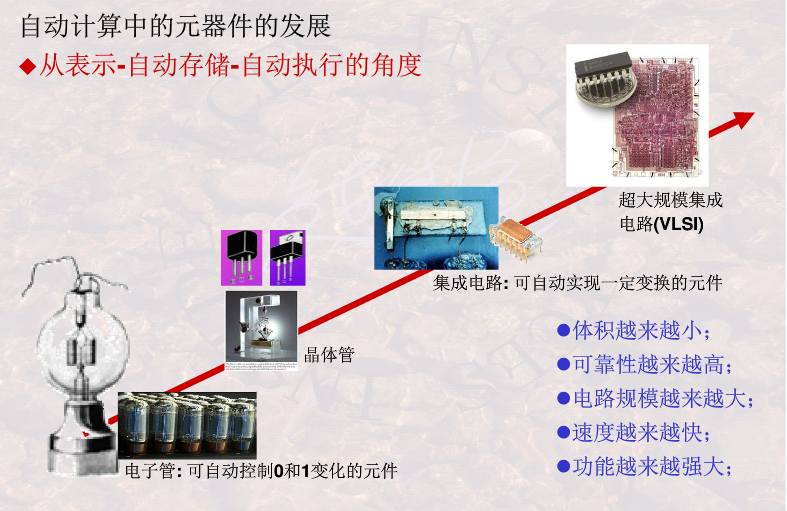 自动计算中的元器件的发展
◆从表示-自动存储-自动执行的角度
超大规模集成
电路(VLSI)
集成电路: 可自动实现一定变换的元件
晶体管
●体积越来越小;
●可靠性越来越高;
●电路规模越来越大;
●速度越来越快;
●功能越来越强大;
电子管: 可自动控制0和1变化的元件